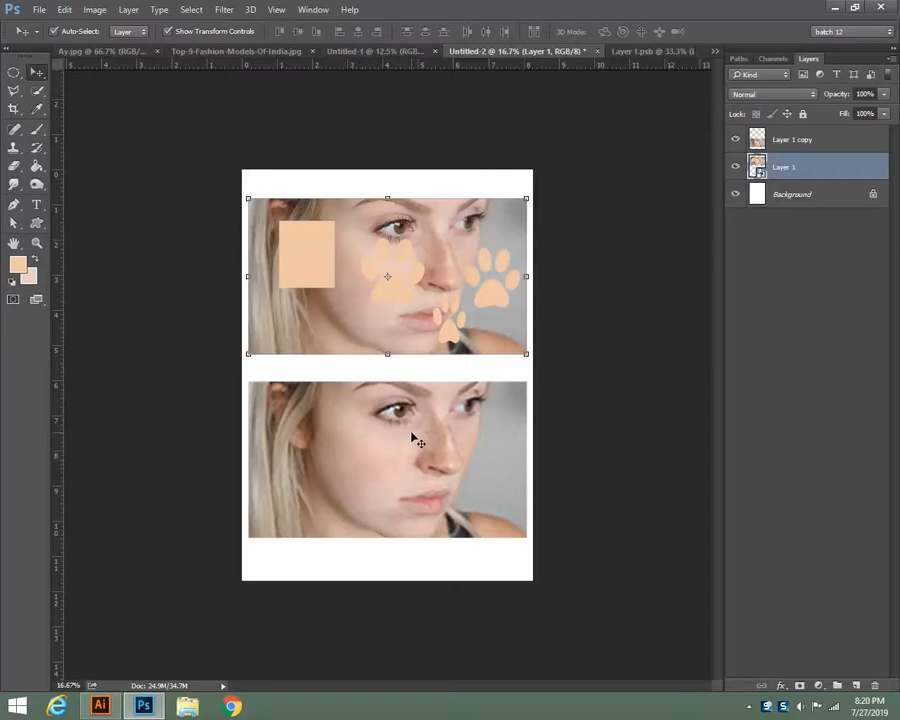 Ps File Edit Image Layer Type Select Filter 3D View Window Help
Auto-Select: Layer Show Transform Controls 3D Mode: batch 12
Ay.jpg @ 66.7% (RGB/... × Top-9-Fashion-Models-Of-India.jpg × Untitled-1 @ 12.5% (RGB... × Untitled-2 @ 16.7% (Layer 1, RGB/8) * × Layer 1.psb @ 33.3% (I >>
Paths Channels Layers
Kind
Normal Opacity: 100%
Lock: Fill: 100%
Layer 1 copy
Layer 1
Background
16.67% Doc: 24.9M/34.7M
fx
Ai Ps
8:20 PM
7/27/2019